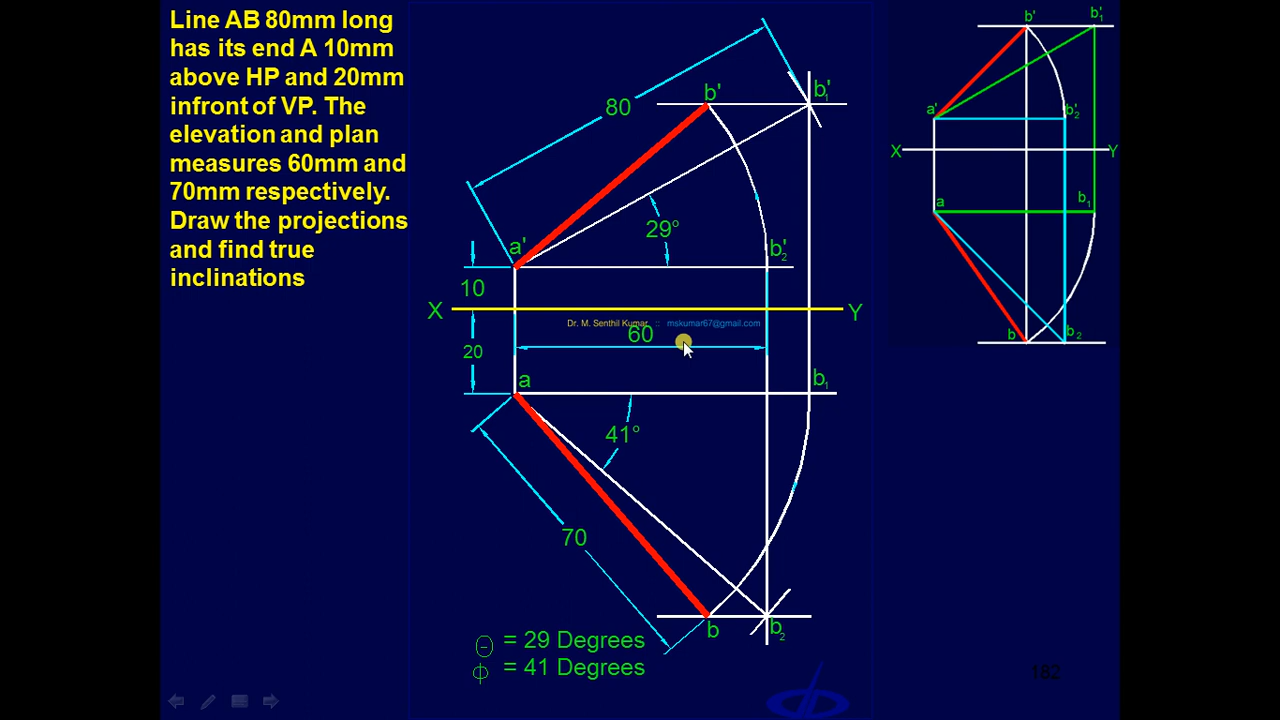 Line AB 80mm long
has its end A 10mm
above HP and 20mm
infront of VP. The
elevation and plan
measures 60mm and
70mm respectively.
Draw the projections
and find true
inclinations
80
b'
b'1
29°
a'
b'2
10
X
Y
Dr. M. Senthil Kumar :: mskumar67@gmail.com
60
20
a
b1
41°
70
b
b2
Θ = 29 Degrees
ϕ = 41 Degrees
b'
b'1
a'
b'2
X
Y
a
b1
b
b2
182